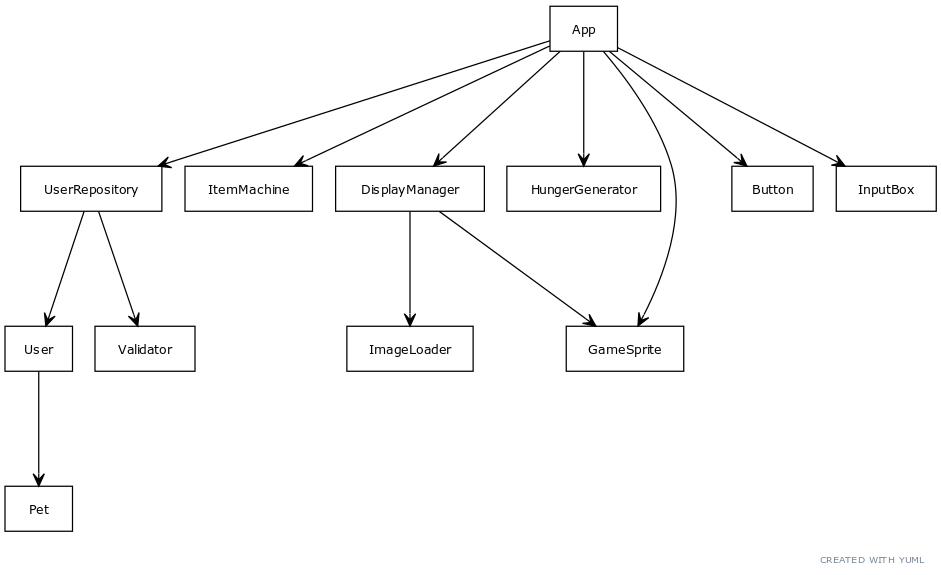 App
UserRepository
ItemMachine
DisplayManager
HungerGenerator
Button
InputBox
User
Validator
ImageLoader
GameSprite
Pet
CREATED WITH YUML